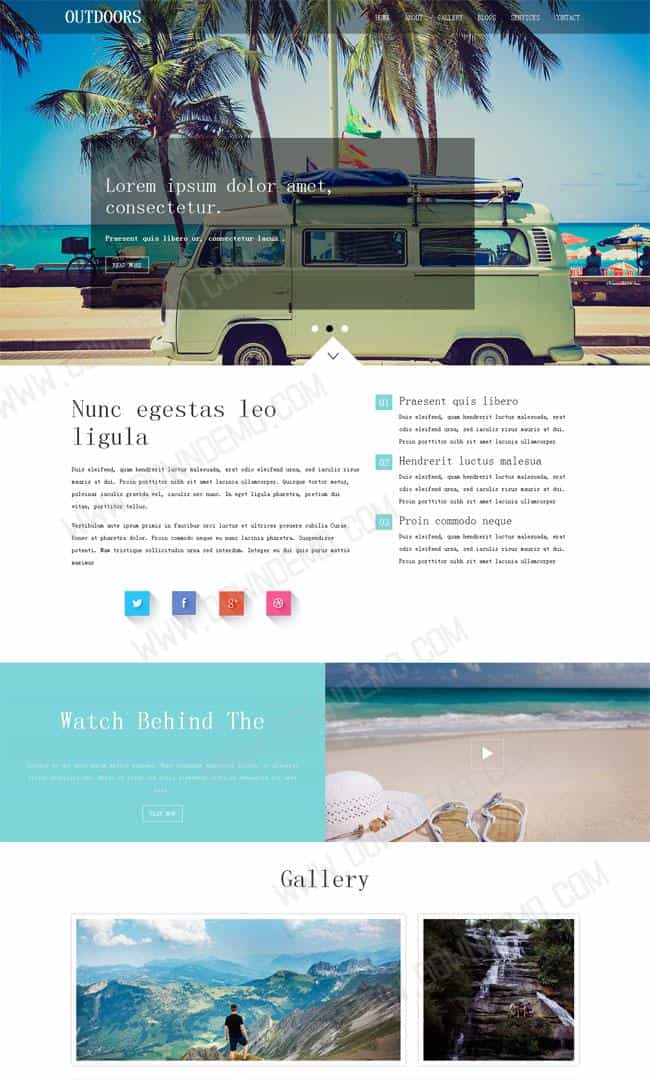 OUTDOORS
HOME ABOUT GALLERY BLOGS SERVICES CONTACT
Lorem ipsum dolor amet,
consectetur.
Praesent quis libero or, consectetur lacus .
READ MORE
Nunc egestas leo
ligula
Duis eleifend, quam hendrerit luctus malesuada, erat odio eleifend urna, sed iaculis risus
mauris ut dui. Proin porttitor nibh sit amet lacinia ullamcorper. Quisque tortor metus,
pulvinar iaculis gravida vel, iaculis nec nunc. In eget ligula pharetra, pretium dui
vitae, porttitor tellus.
Vestibulum ante ipsum primis in faucibus orci luctus et ultrices posuere cubilia Curae.
Donec at pharetra dolor. Proin commodo neque eu nunc lacinia pharetra. Suspendisse
potenti. Nam tristique sollicitudin urna sed interdum. Integer eu dui quis purus mattis
maximus
01 Praesent quis libero
Duis eleifend, quam hendrerit luctus malesuada, erat
odio eleifend urna, sed iaculis risus mauris ut dui.
Proin porttitor nibh sit amet lacinia ullamcorper
02 Hendrerit luctus malesua
Duis eleifend, quam hendrerit luctus malesuada, erat
odio eleifend urna, sed iaculis risus mauris ut dui.
Proin porttitor nibh sit amet lacinia ullamcorper
03 Proin commodo neque
Duis eleifend, quam hendrerit luctus malesuada, erat
odio eleifend urna, sed iaculis risus mauris ut dui.
Proin porttitor nibh sit amet lacinia ullamcorper
Watch Behind The
PLAY NOW
Gallery
WWW.DOWNDEMO.COM